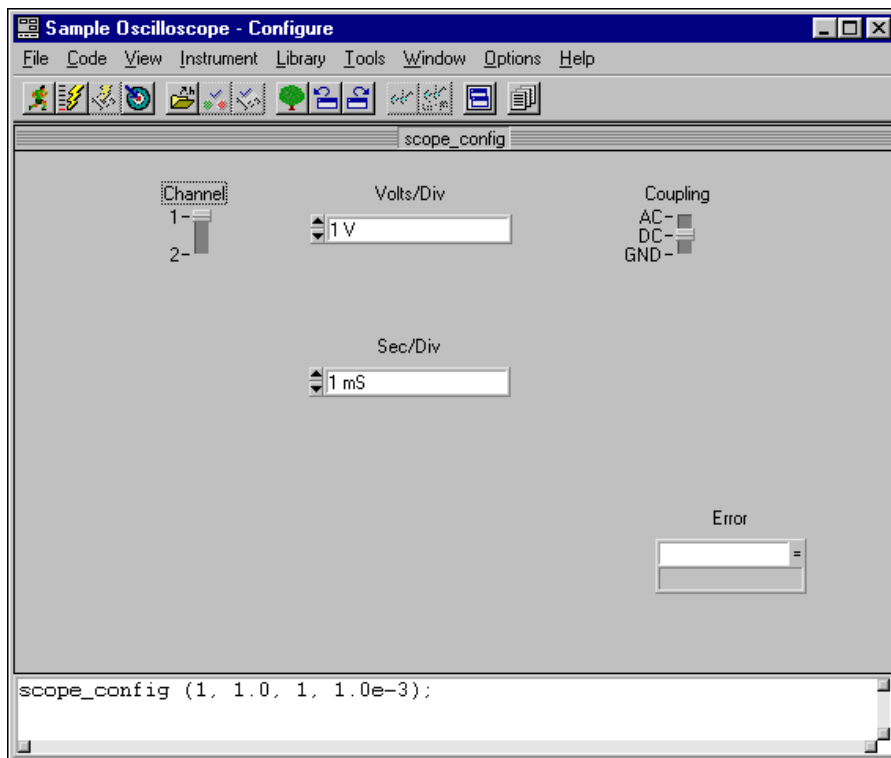 Sample Oscilloscope - Configure
File Code View Instrument Library Tools Window Options Help
scope_config
Channel
1
2
Volts/Div
1 V
Coupling
AC
DC
GND
Sec/Div
1 mS
Error
=
scope_config (1, 1.0, 1, 1.0e-3);